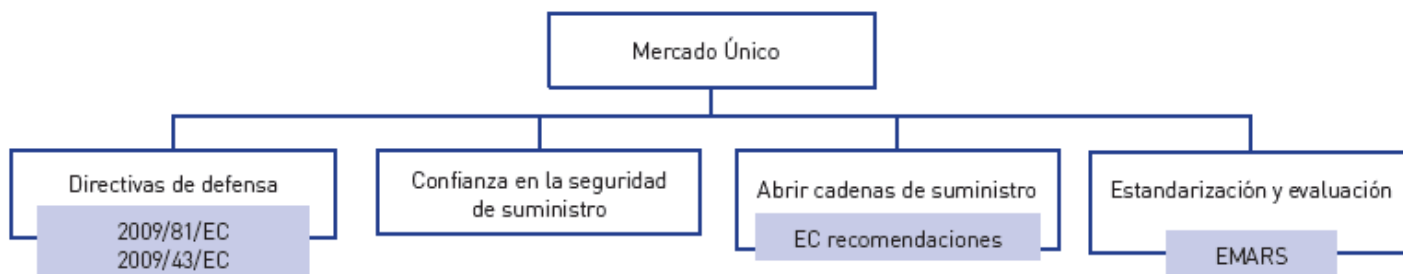 Mercado Único
Directivas de defensa
2009/81/EC
2009/43/EC
Confianza en la seguridad
de suministro
Abrir cadenas de suministro
EC recomendaciones
Estandarización y evaluación
EMARS